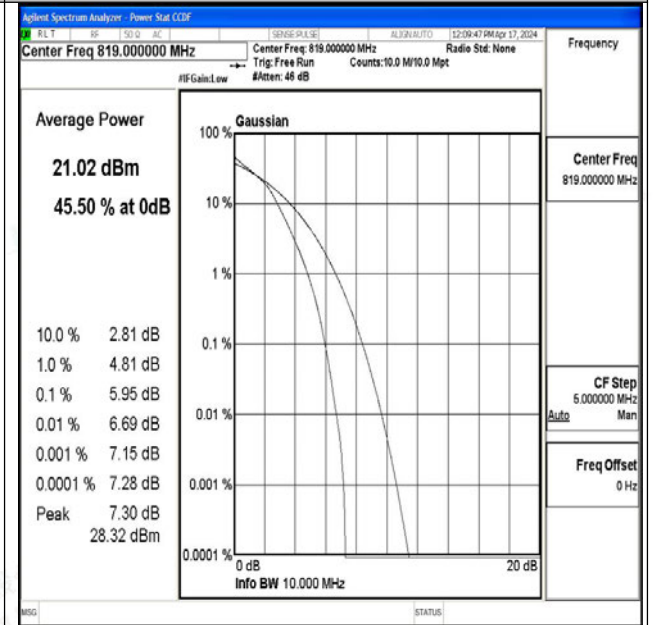 Agilent Spectrum Analyzer - Power Stat CCDF
RL T RF 50 Ω AC SENSE:PULSE ALIGN AUTO 12:09:47 PM Apr 17, 2024
Center Freq 819.000000 MHz
Center Freq: 819.000000 MHz Radio Std: None
Trig: Free Run Counts:10.0 M/10.0 Mpt
#IFGain:Low #Atten: 46 dB
Frequency
Average Power
21.02 dBm
45.50 % at 0dB
10.0 % 2.81 dB
1.0 % 4.81 dB
0.1 % 5.95 dB
0.01 % 6.69 dB
0.001 % 7.15 dB
0.0001 % 7.28 dB
Peak 7.30 dB
28.32 dBm
Gaussian
100 %
10 %
1 %
0.1 %
0.01 %
0.001 %
0.0001 %
0 dB 20 dB
Info BW 10.000 MHz
Center Freq
819.000000 MHz
CF Step
5.000000 MHz
Auto Man
Freq Offset
0 Hz
MSG STATUS